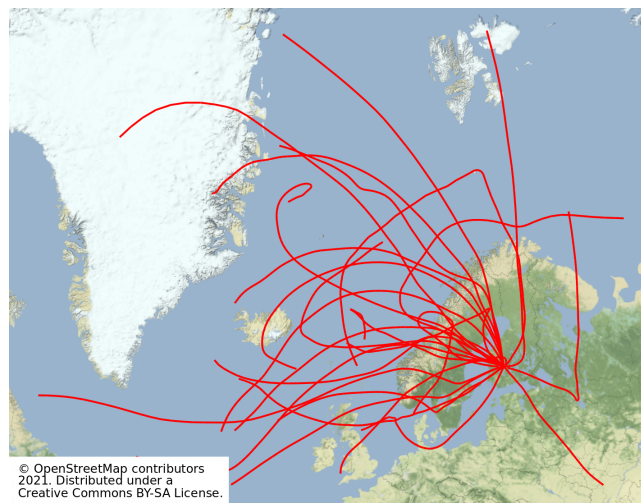 © OpenStreetMap contributors
2021. Distributed under a
Creative Commons BY-SA License.